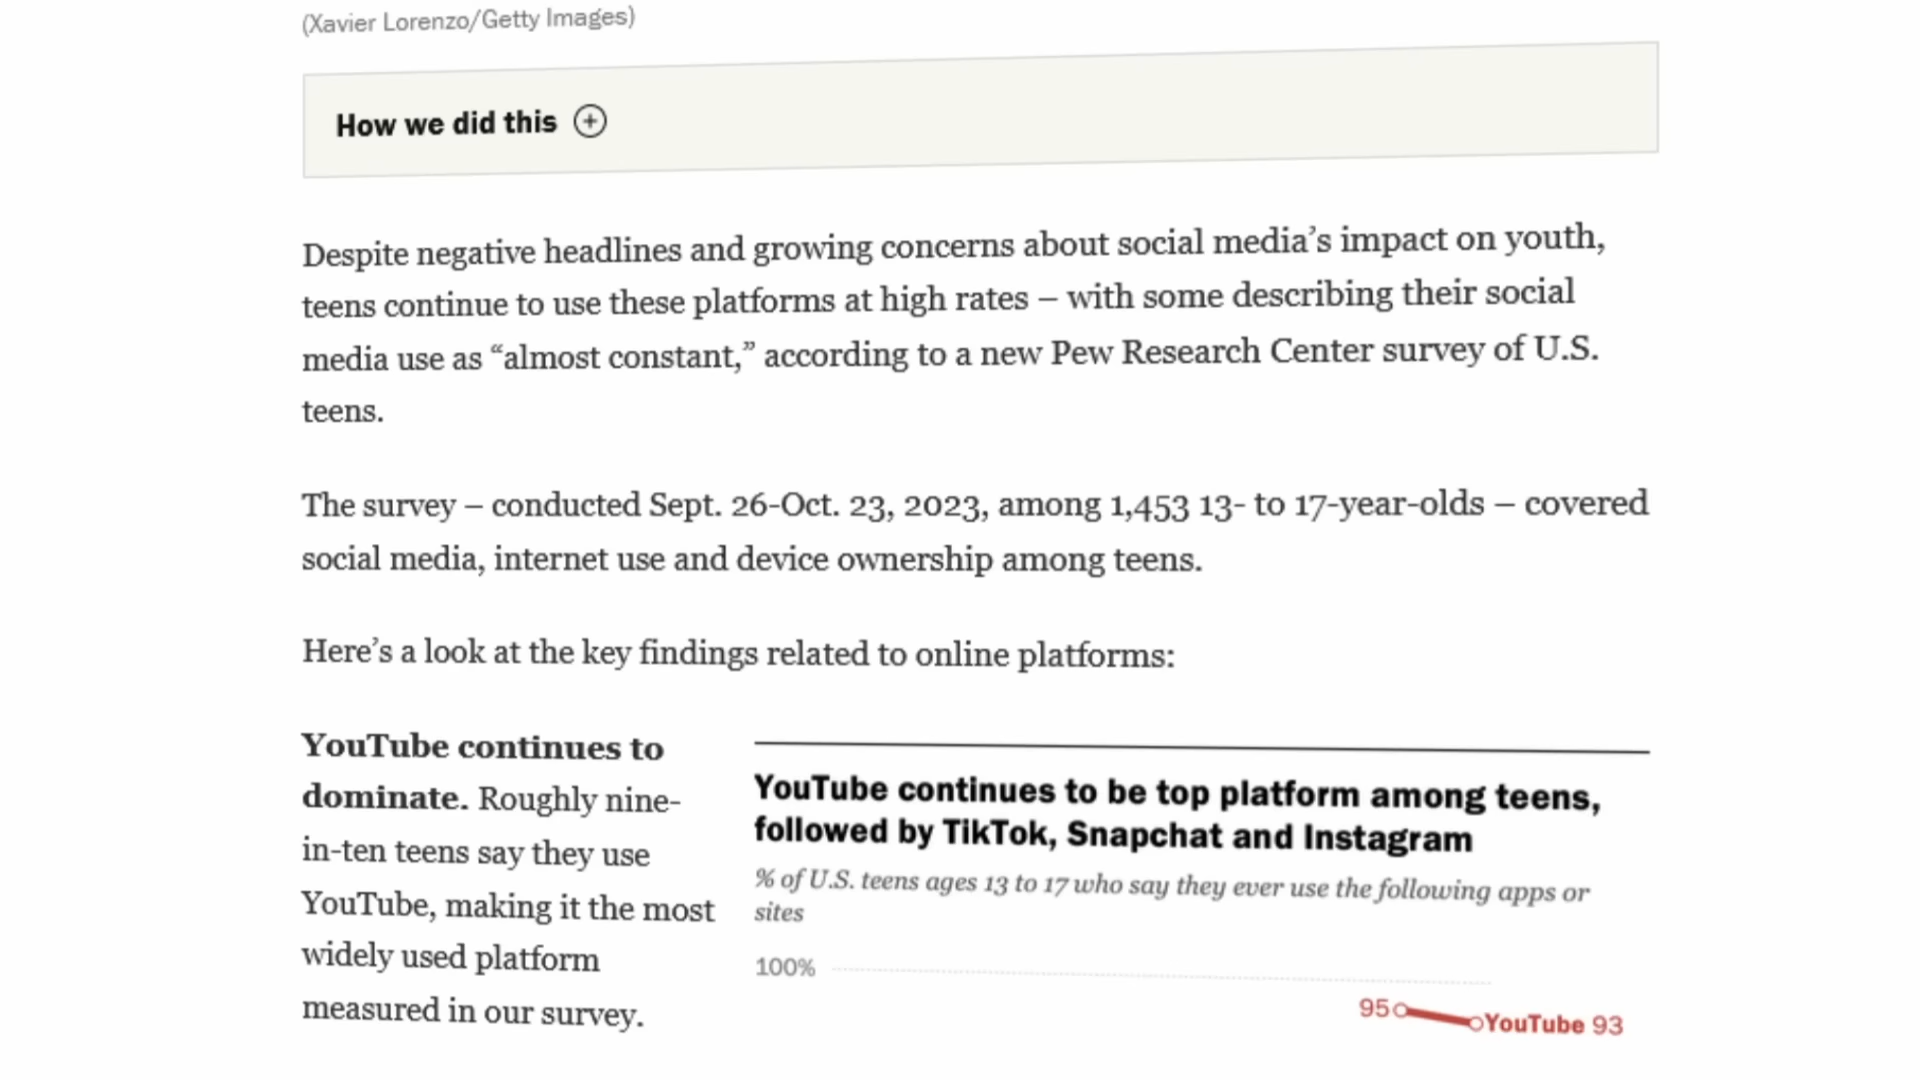 (Xavier Lorenzo/Getty Images)
How we did this
Despite negative headlines and growing concerns about social media’s impact on youth,
teens continue to use these platforms at high rates – with some describing their social
media use as “almost constant,” according to a new Pew Research Center survey of U.S.
teens.
The survey – conducted Sept. 26-Oct. 23, 2023, among 1,453 13- to 17-year-olds – covered
social media, internet use and device ownership among teens.
Here’s a look at the key findings related to online platforms:
YouTube continues to
dominate. Roughly nine-
in-ten teens say they use
YouTube, making it the most
widely used platform
measured in our survey.
YouTube continues to be top platform among teens,
followed by TikTok, Snapchat and Instagram
% of U.S. teens ages 13 to 17 who say they ever use the following apps or
sites
100%
95 YouTube 93